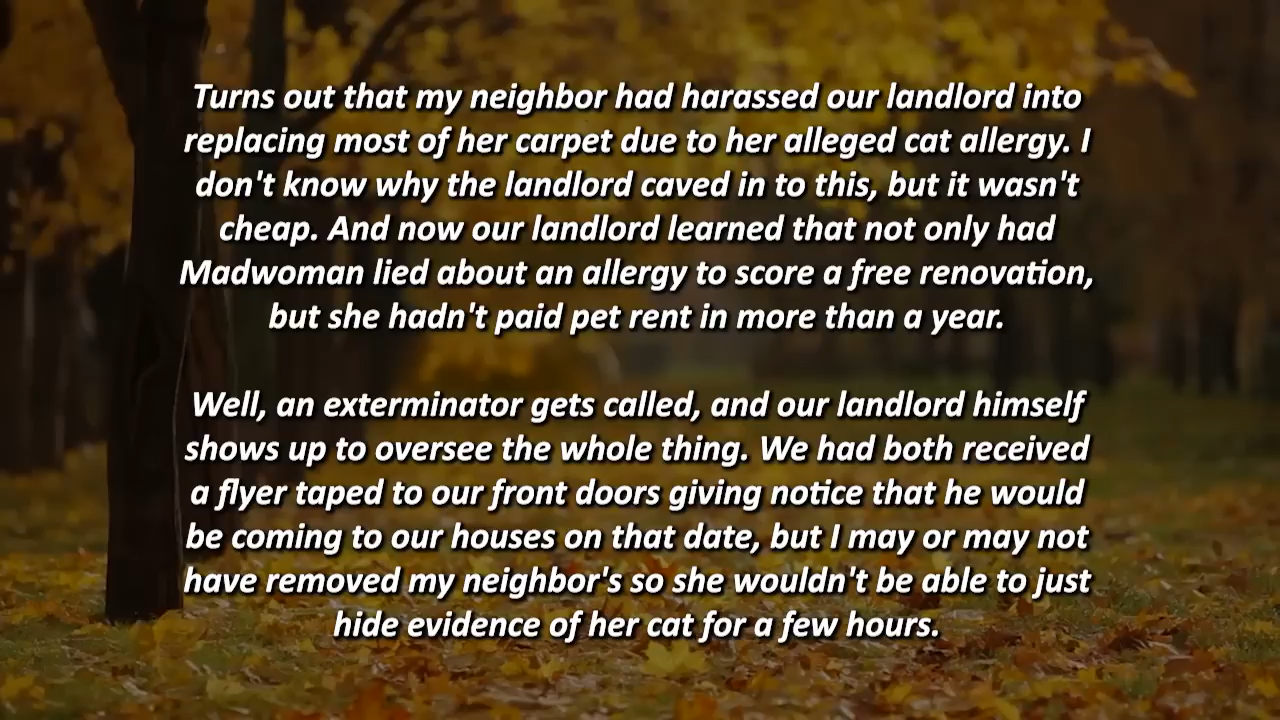 Turns out that my neighbor had harassed our landlord into
replacing most of her carpet due to her alleged cat allergy. I
don't know why the landlord caved in to this, but it wasn't
cheap. And now our landlord learned that not only had
Madwoman lied about an allergy to score a free renovation,
but she hadn't paid pet rent in more than a year.
Well, an exterminator gets called, and our landlord himself
shows up to oversee the whole thing. We had both received
a flyer taped to our front doors giving notice that he would
be coming to our houses on that date, but I may or may not
have removed my neighbor's so she wouldn't be able to just
hide evidence of her cat for a few hours.